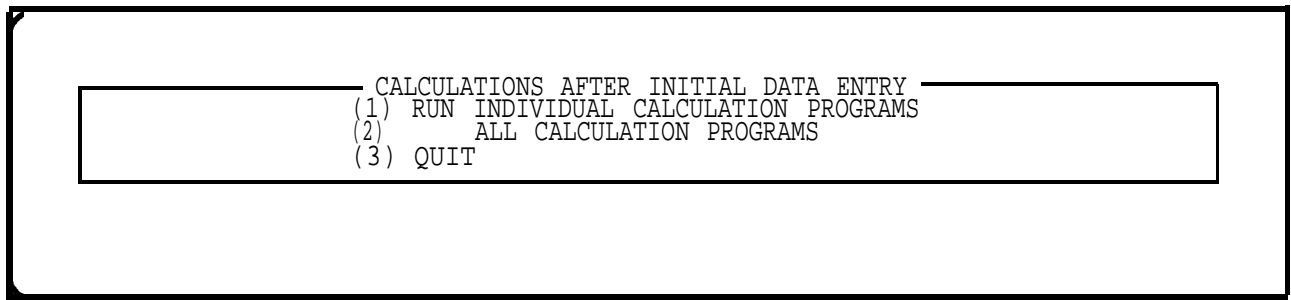 CALCULATIONS AFTER INITIAL DATA ENTRY
(1) RUN INDIVIDUAL CALCULATION PROGRAMS
(2) ALL CALCULATION PROGRAMS
(3) QUIT